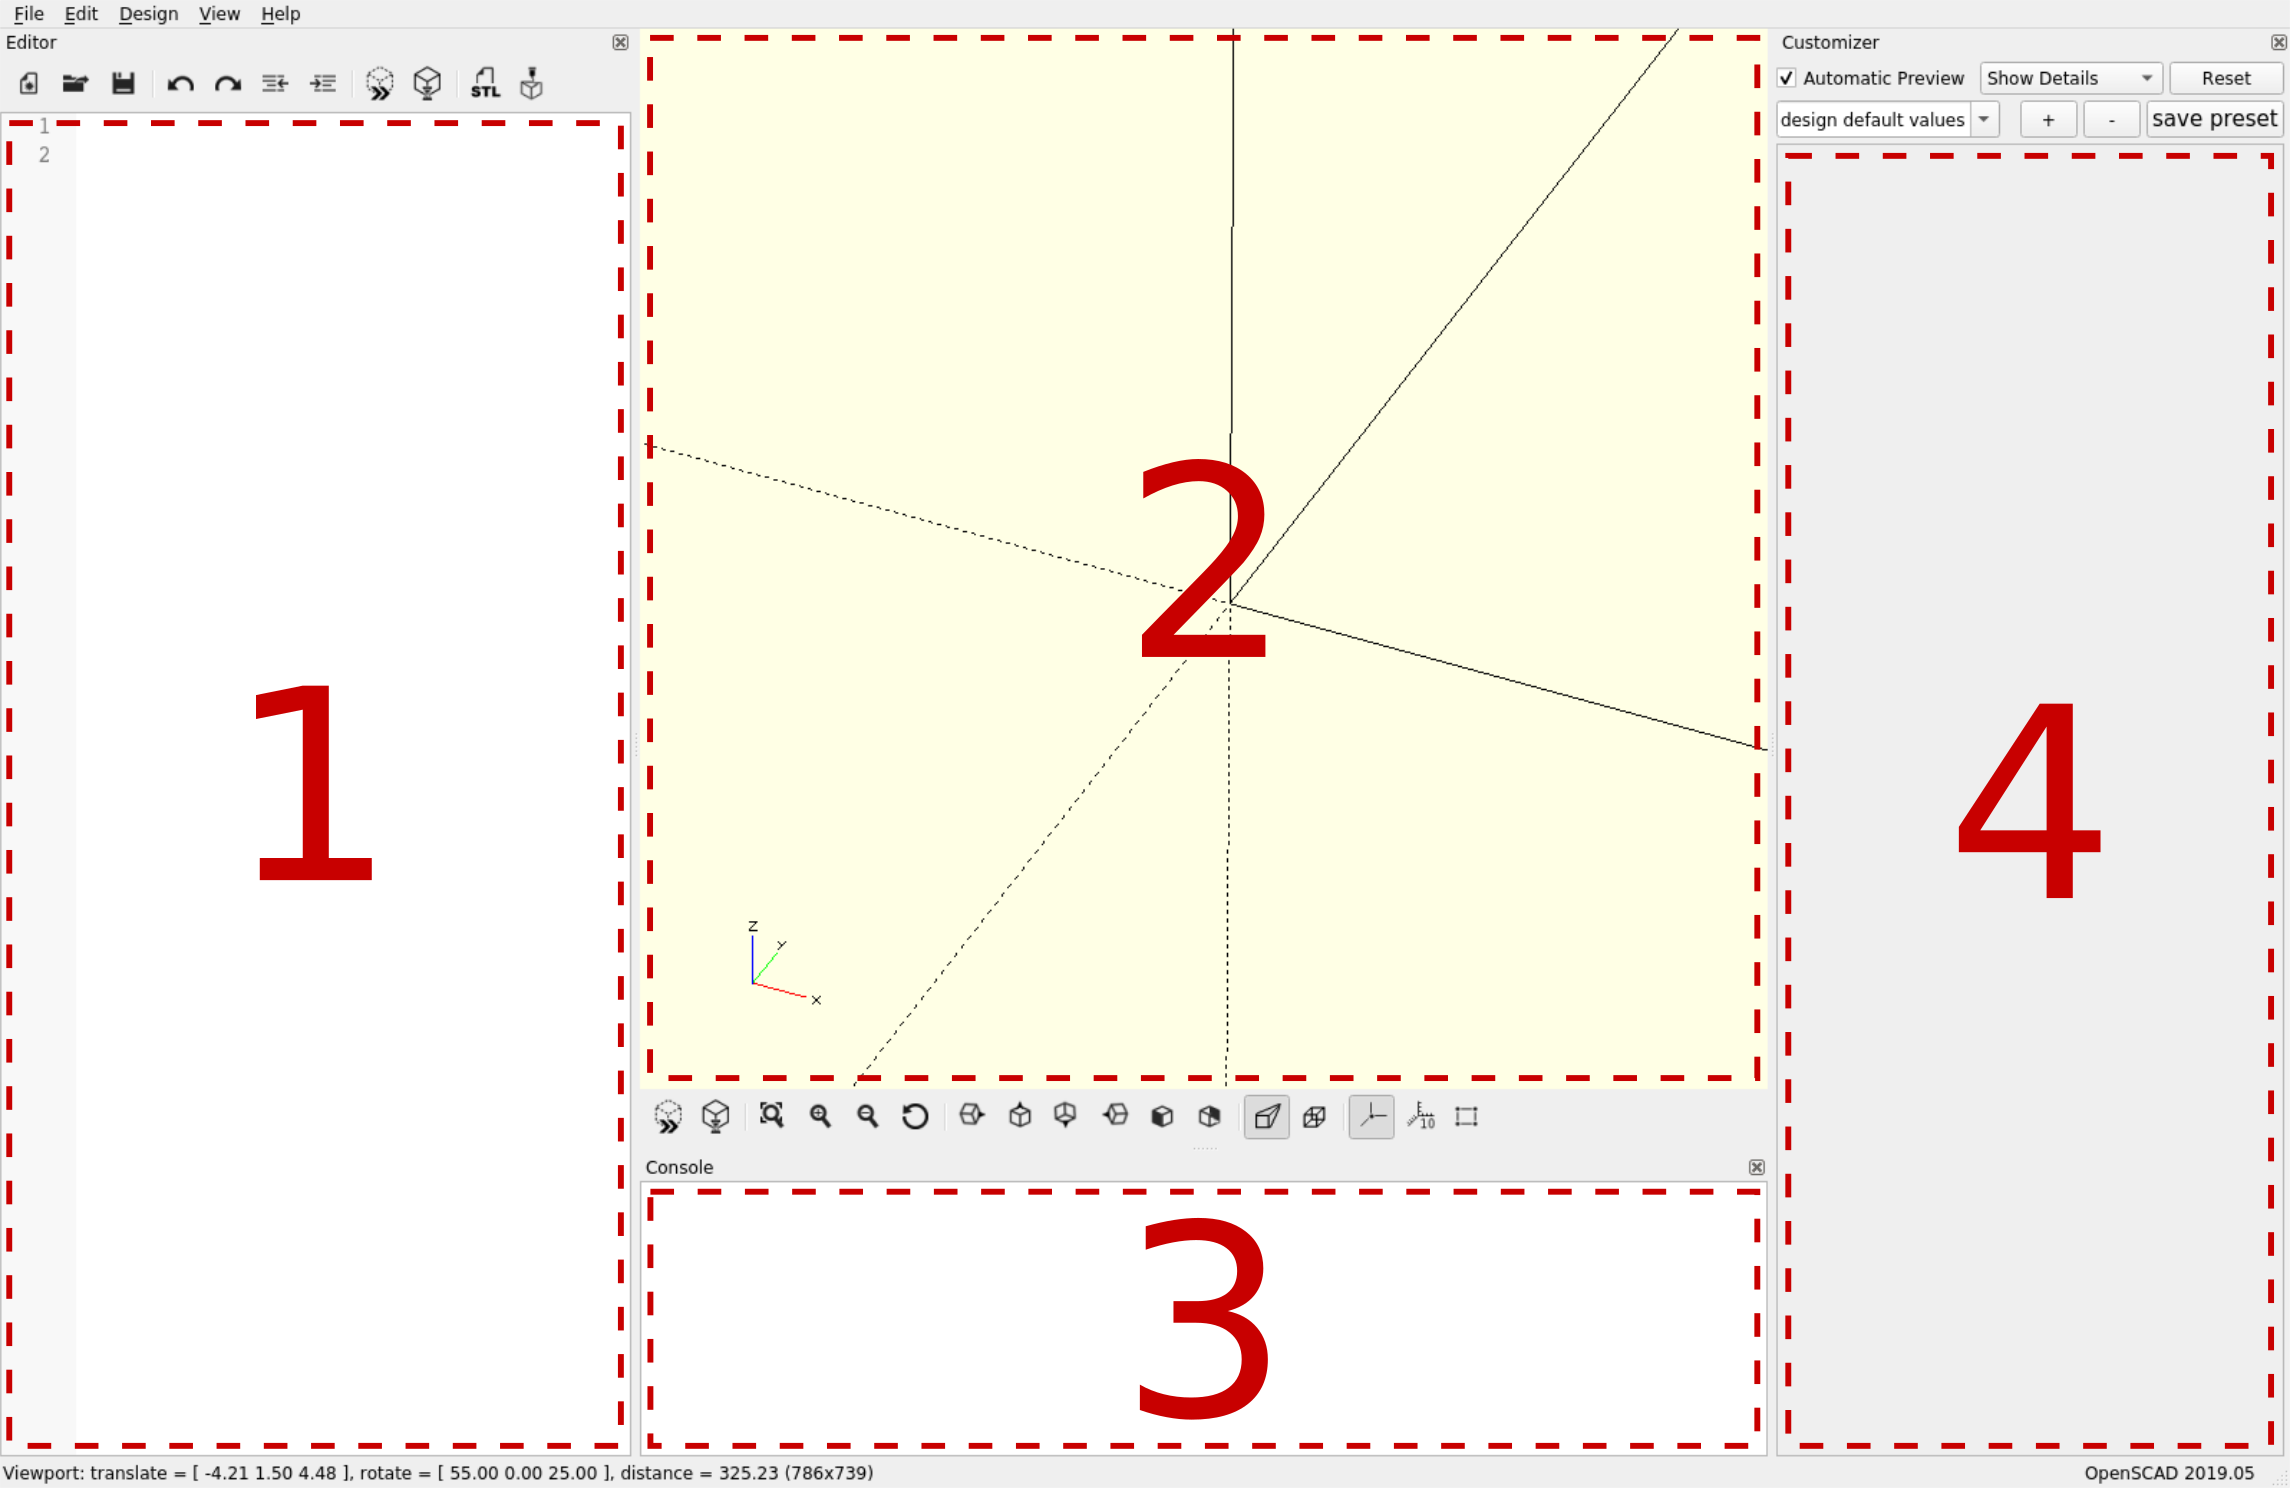 File Edit Design View Help
Editor
STL
1
2
1
2
Z
Y
X
10
Console
3
Customizer
Automatic Preview Show Details Reset
design default values + - save preset
4
Viewport: translate = [ -4.21 1.50 4.48 ], rotate = [ 55.00 0.00 25.00 ], distance = 325.23 (786x739)
OpenSCAD 2019.05